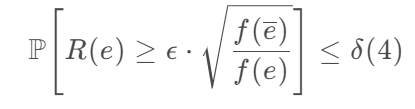 ℙ[R(e) ≥ ϵ · √(f(e̅)/f(e))] ≤ δ(4)